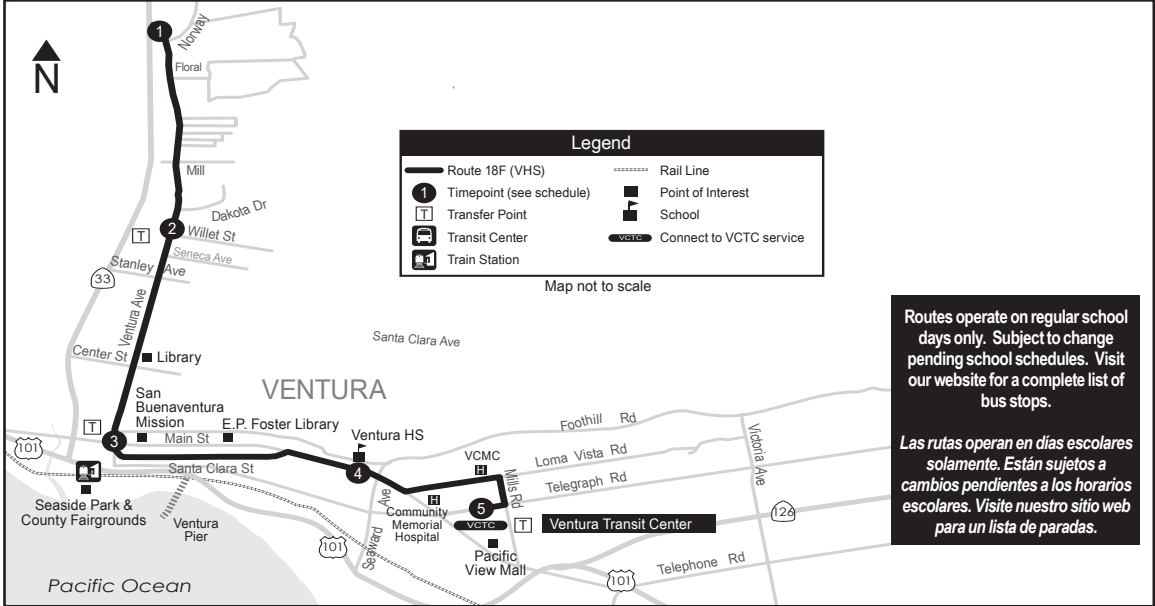 1
Norway
Floral
N
Mill
Dakota Dr
2
T
Willet St
Seneca Ave
Stanley Ave
33
Ventura Ave
Center St
Library
San
Buenaventura
Mission
VENTURA
Santa Clara Ave
E.P. Foster Library
T
3
Main St
101
Santa Clara St
Seaside Park &
County Fairgrounds
Ventura
Pier
Pacific Ocean
Ventura HS
4
Seaward Ave
101
H
Community
Memorial
Hospital
VCMC
H
Foothill Rd
Loma Vista Rd
Telegraph Rd
Mills Rd
Victoria Ave
5
VCTC
T
Ventura Transit Center
Pacific
View Mall
126
101
Telephone Rd
Legend
Route 18F (VHS)
1
Timepoint (see schedule)
T
Transfer Point
Transit Center
Train Station
Rail Line
Point of Interest
School
VCTC
Connect to VCTC service
Map not to scale
Routes operate on regular school
days only. Subject to change
pending school schedules. Visit
our website for a complete list of
bus stops.
Las rutas operan en días escolares
solamente. Están sujetos a
cambios pendientes a los horarios
escolares. Visite nuestro sitio web
para un lista de paradas.